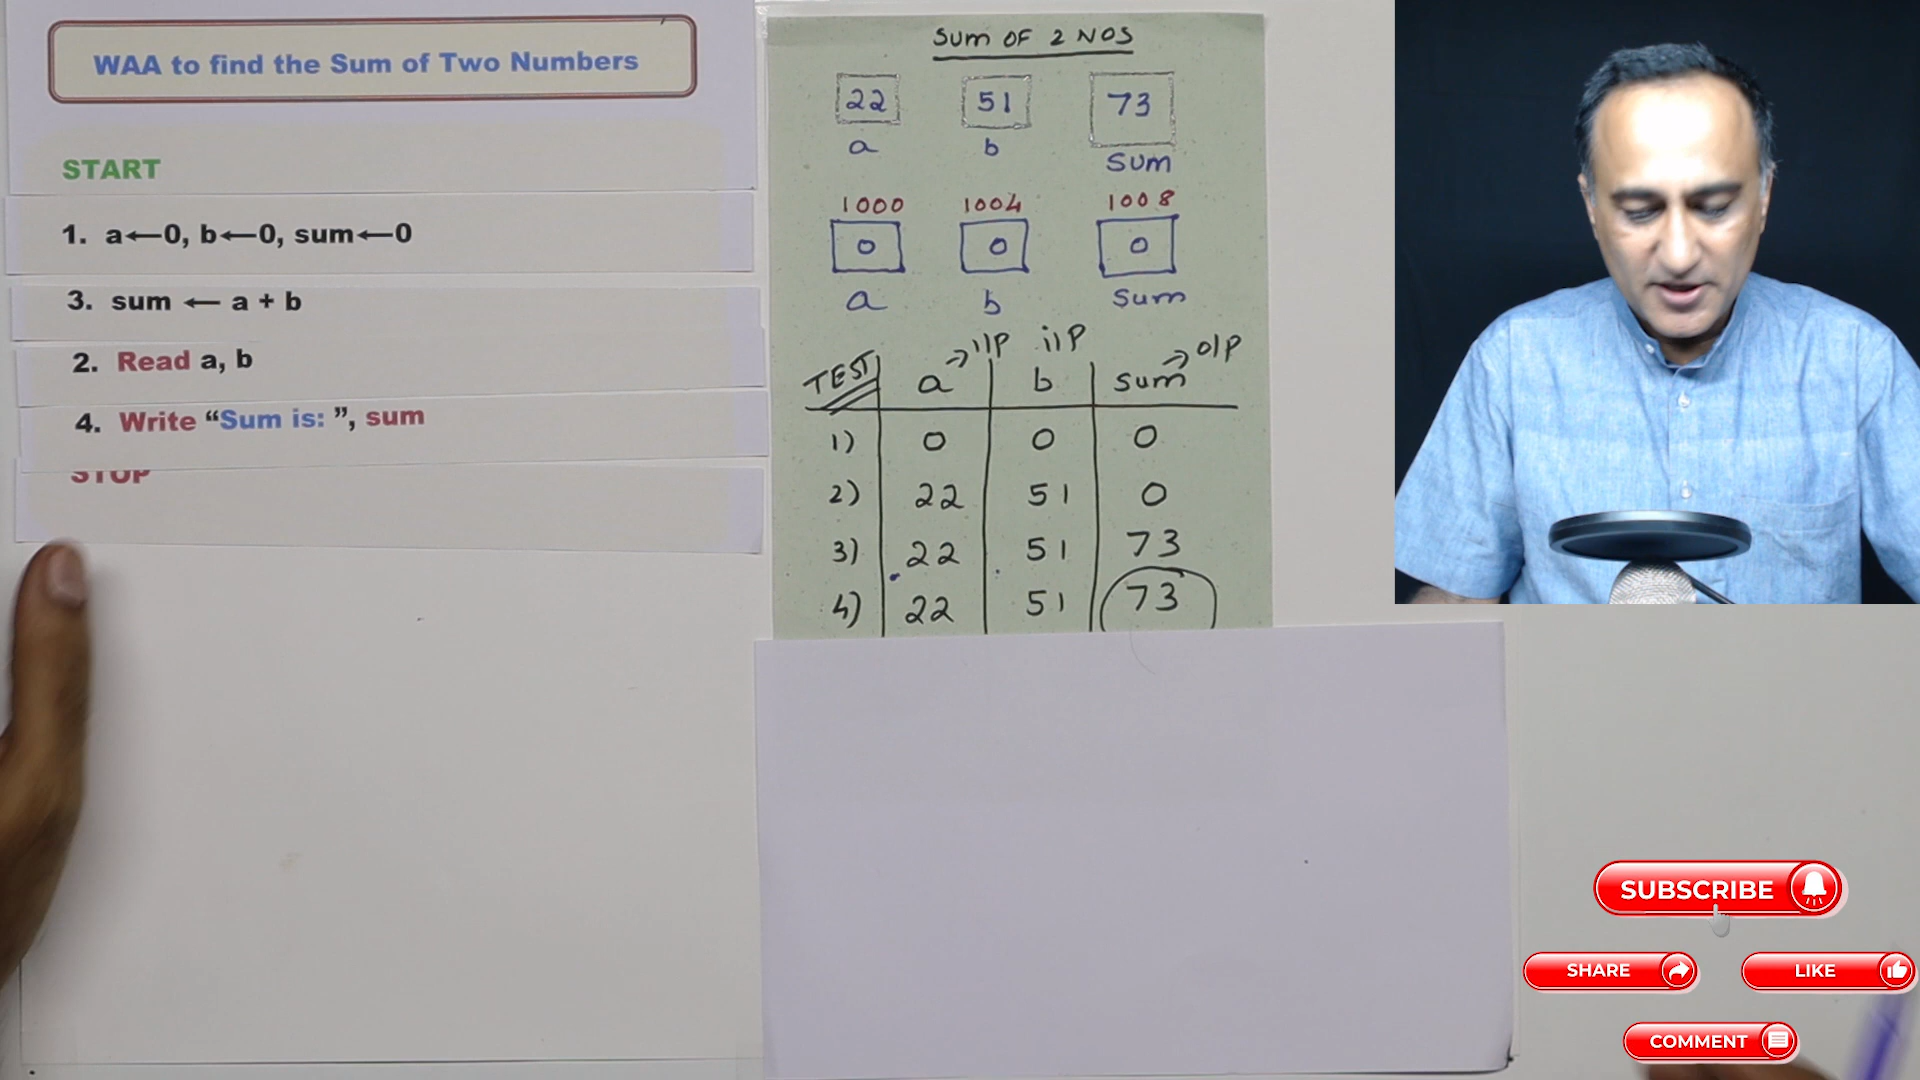 WAA to find the Sum of Two Numbers
START
1. a←0, b←0, sum←0
3. sum ← a + b
2. Read a, b
4. Write “Sum is: ”, sum
STOP
SUM OF 2 NOS
22 51 73
a b Sum
1000 1004 1008
0 0 0
a b Sum
→ I/P i/P → O/P
TEST a b sum
1) 0 0 0
2) 22 51 0
3) 22 51 73
4) 22 51 73
SUBSCRIBE
SHARE LIKE
COMMENT